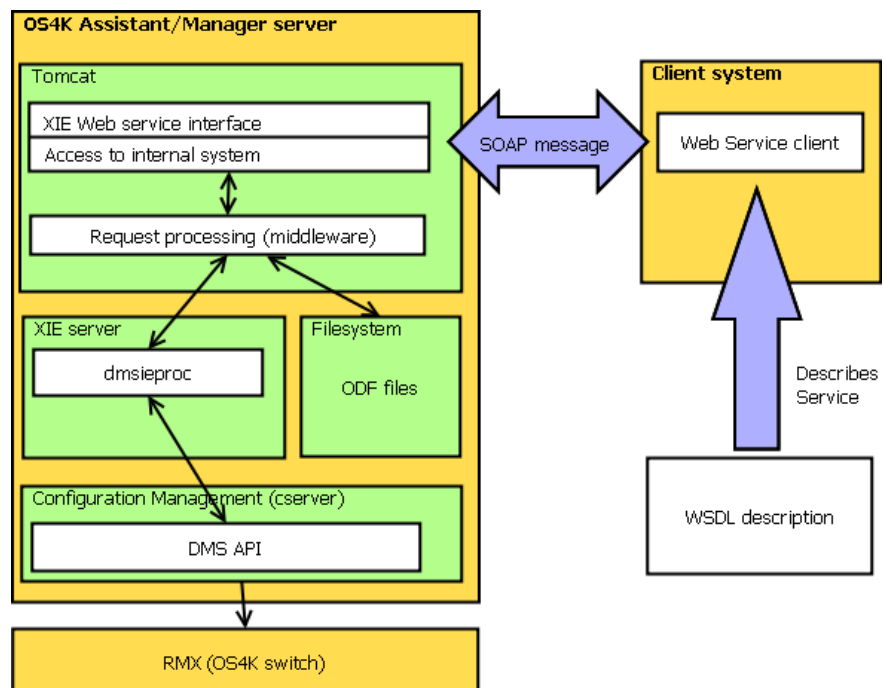 OS4K Assistant/Manager server
Tomcat
XIE Web service interface
Access to internal system
Request processing (middleware)
XIE server
dmsieproc
Filesystem
ODF files
Configuration Management (cserver)
DMS API
RMX (OS4K switch)
SOAP message
Client system
Web Service client
Describes
Service
WSDL description